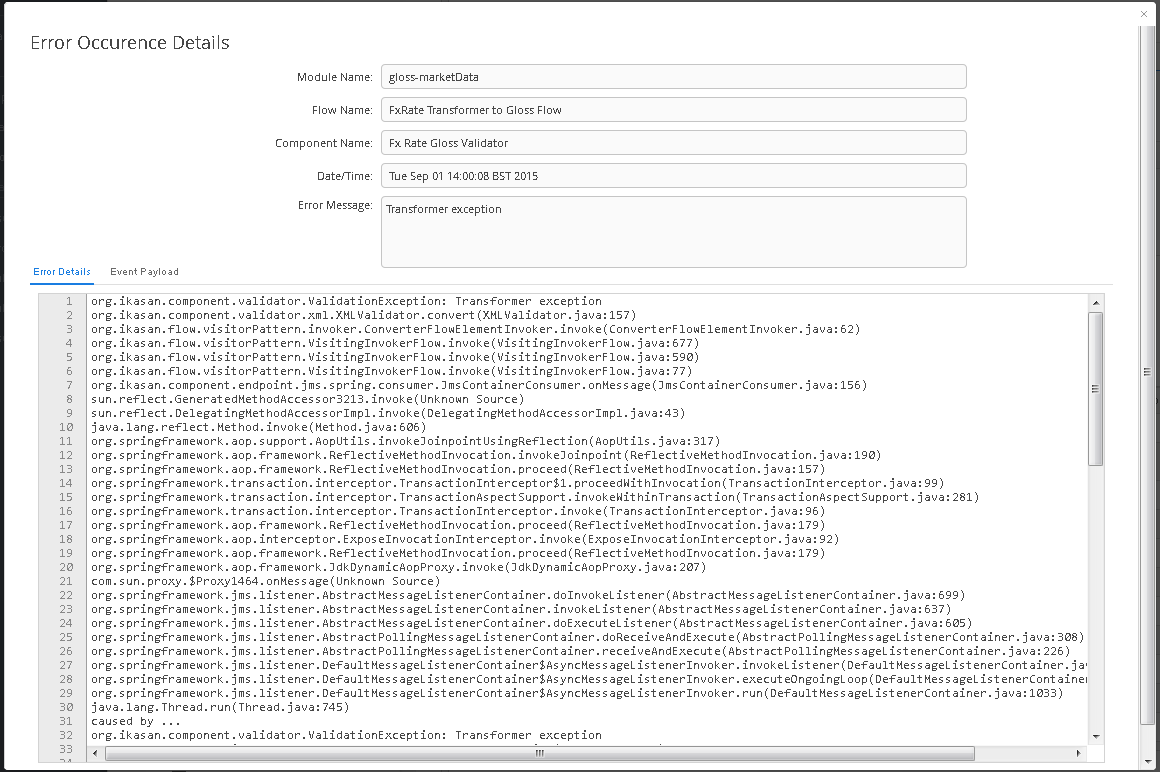 Error Occurence Details
Module Name: gloss-marketData
Flow Name: FxRate Transformer to Gloss Flow
Component Name: Fx Rate Gloss Validator
Date/Time: Tue Sep 01 14:00:08 BST 2015
Error Message: Transformer exception
Error Details Event Payload
1 org.ikasan.component.validator.ValidationException: Transformer exception
2 org.ikasan.component.validator.xml.XMLValidator.convert(XMLValidator.java:157)
3 org.ikasan.flow.visitorPattern.invoker.ConverterFlowElementInvoker.invoke(ConverterFlowElementInvoker.java:62)
4 org.ikasan.flow.visitorPattern.VisitingInvokerFlow.invoke(VisitingInvokerFlow.java:677)
5 org.ikasan.flow.visitorPattern.VisitingInvokerFlow.invoke(VisitingInvokerFlow.java:590)
6 org.ikasan.flow.visitorPattern.VisitingInvokerFlow.invoke(VisitingInvokerFlow.java:77)
7 org.ikasan.component.endpoint.jms.spring.consumer.JmsContainerConsumer.onMessage(JmsContainerConsumer.java:156)
8 sun.reflect.GeneratedMethodAccessor3213.invoke(Unknown Source)
9 sun.reflect.DelegatingMethodAccessorImpl.invoke(DelegatingMethodAccessorImpl.java:43)
10 java.lang.reflect.Method.invoke(Method.java:606)
11 org.springframework.aop.support.AopUtils.invokeJoinpointUsingReflection(AopUtils.java:317)
12 org.springframework.aop.framework.ReflectiveMethodInvocation.invokeJoinpoint(ReflectiveMethodInvocation.java:190)
13 org.springframework.aop.framework.ReflectiveMethodInvocation.proceed(ReflectiveMethodInvocation.java:157)
14 org.springframework.transaction.interceptor.TransactionInterceptor$1.proceedWithInvocation(TransactionInterceptor.java:99)
15 org.springframework.transaction.interceptor.TransactionAspectSupport.invokeWithinTransaction(TransactionAspectSupport.java:281)
16 org.springframework.transaction.interceptor.TransactionInterceptor.invoke(TransactionInterceptor.java:96)
17 org.springframework.aop.framework.ReflectiveMethodInvocation.proceed(ReflectiveMethodInvocation.java:179)
18 org.springframework.aop.interceptor.ExposeInvocationInterceptor.invoke(ExposeInvocationInterceptor.java:92)
19 org.springframework.aop.framework.ReflectiveMethodInvocation.proceed(ReflectiveMethodInvocation.java:179)
20 org.springframework.aop.framework.JdkDynamicAopProxy.invoke(JdkDynamicAopProxy.java:207)
21 com.sun.proxy.$Proxy1464.onMessage(Unknown Source)
22 org.springframework.jms.listener.AbstractMessageListenerContainer.doInvokeListener(AbstractMessageListenerContainer.java:699)
23 org.springframework.jms.listener.AbstractMessageListenerContainer.invokeListener(AbstractMessageListenerContainer.java:637)
24 org.springframework.jms.listener.AbstractMessageListenerContainer.doExecuteListener(AbstractMessageListenerContainer.java:605)
25 org.springframework.jms.listener.AbstractPollingMessageListenerContainer.doReceiveAndExecute(AbstractPollingMessageListenerContainer.java:308)
26 org.springframework.jms.listener.AbstractPollingMessageListenerContainer.receiveAndExecute(AbstractPollingMessageListenerContainer.java:226)
27 org.springframework.jms.listener.DefaultMessageListenerContainer$AsyncMessageListenerInvoker.invokeListener(DefaultMessageListenerContainer.ja
28 org.springframework.jms.listener.DefaultMessageListenerContainer$AsyncMessageListenerInvoker.executeOngoingLoop(DefaultMessageListenerContainer
29 org.springframework.jms.listener.DefaultMessageListenerContainer$AsyncMessageListenerInvoker.run(DefaultMessageListenerContainer.java:1033)
30 java.lang.Thread.run(Thread.java:745)
31 caused by ...
32 org.ikasan.component.validator.ValidationException: Transformer exception
33